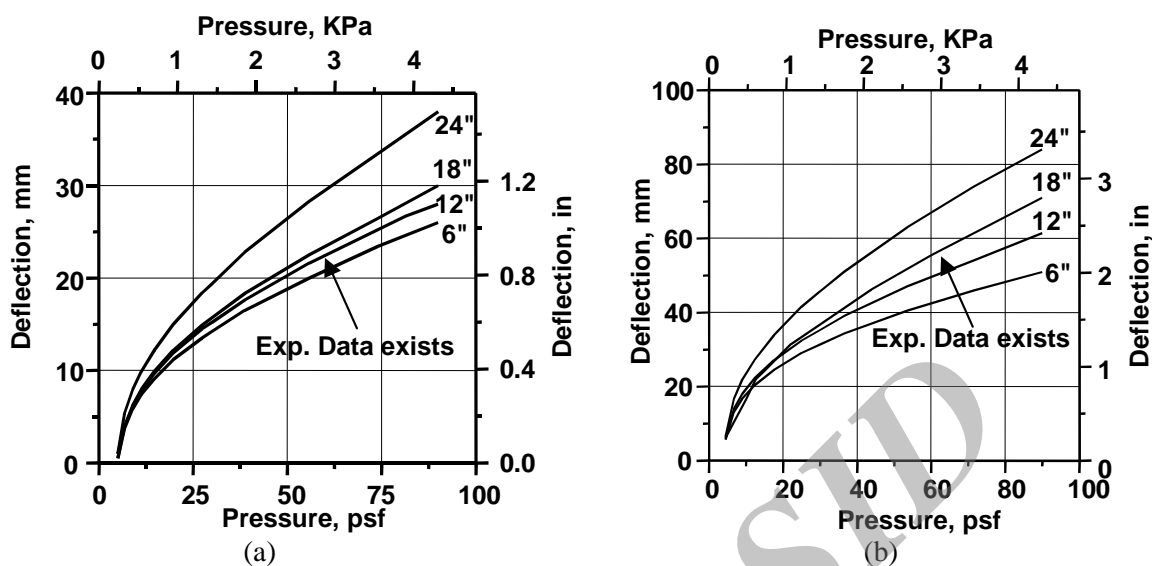 Pressure, KPa
0 1 2 3 4
40
30
20
10
0
Deflection, mm
24"
18"
12"
6"
Exp. Data exists
1.2
0.8
0.4
0.0
Deflection, in
0 25 50 75 100
Pressure, psf
(a)
Pressure, KPa
0 1 2 3 4
100
80
60
40
20
0
Deflection, mm
24"
18"
12"
6"
Exp. Data exists
3
2
1
0
Deflection, in
0 20 40 60 80 100
Pressure, psf
(b)
SID